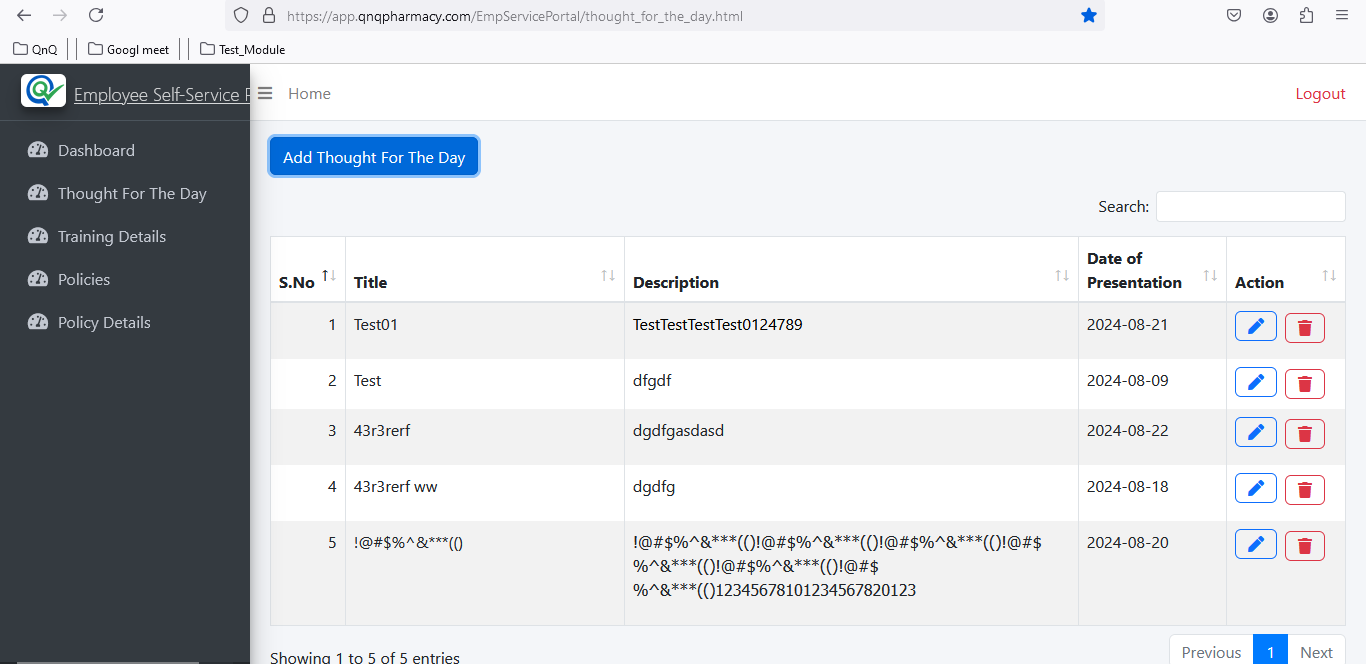 https://app.qnqpharmacy.com/EmpServicePortal/thought_for_the_day.html
QnQ
Googl meet
Test_Module
Employee Self-Service P
Home
Logout
Dashboard
Thought For The Day
Training Details
Policies
Policy Details
Add Thought For The Day
Search:
S.No Title Description Date of Presentation Action
1 Test01 TestTestTestTest0124789 2024-08-21
2 Test dfgdf 2024-08-09
3 43r3rerf dgdfgasdasd 2024-08-22
4 43r3rerf ww dgdfg 2024-08-18
5 !@#$%^&***(() !@#$%^&***(()!@#$%^&***(()!@#$%^&***(()!@#$ 2024-08-20
%^&***(()!@#$%^&***(()!@#$
%^&***(()12345678101234567820123
Showing 1 to 5 of 5 entries
Previous 1 Next